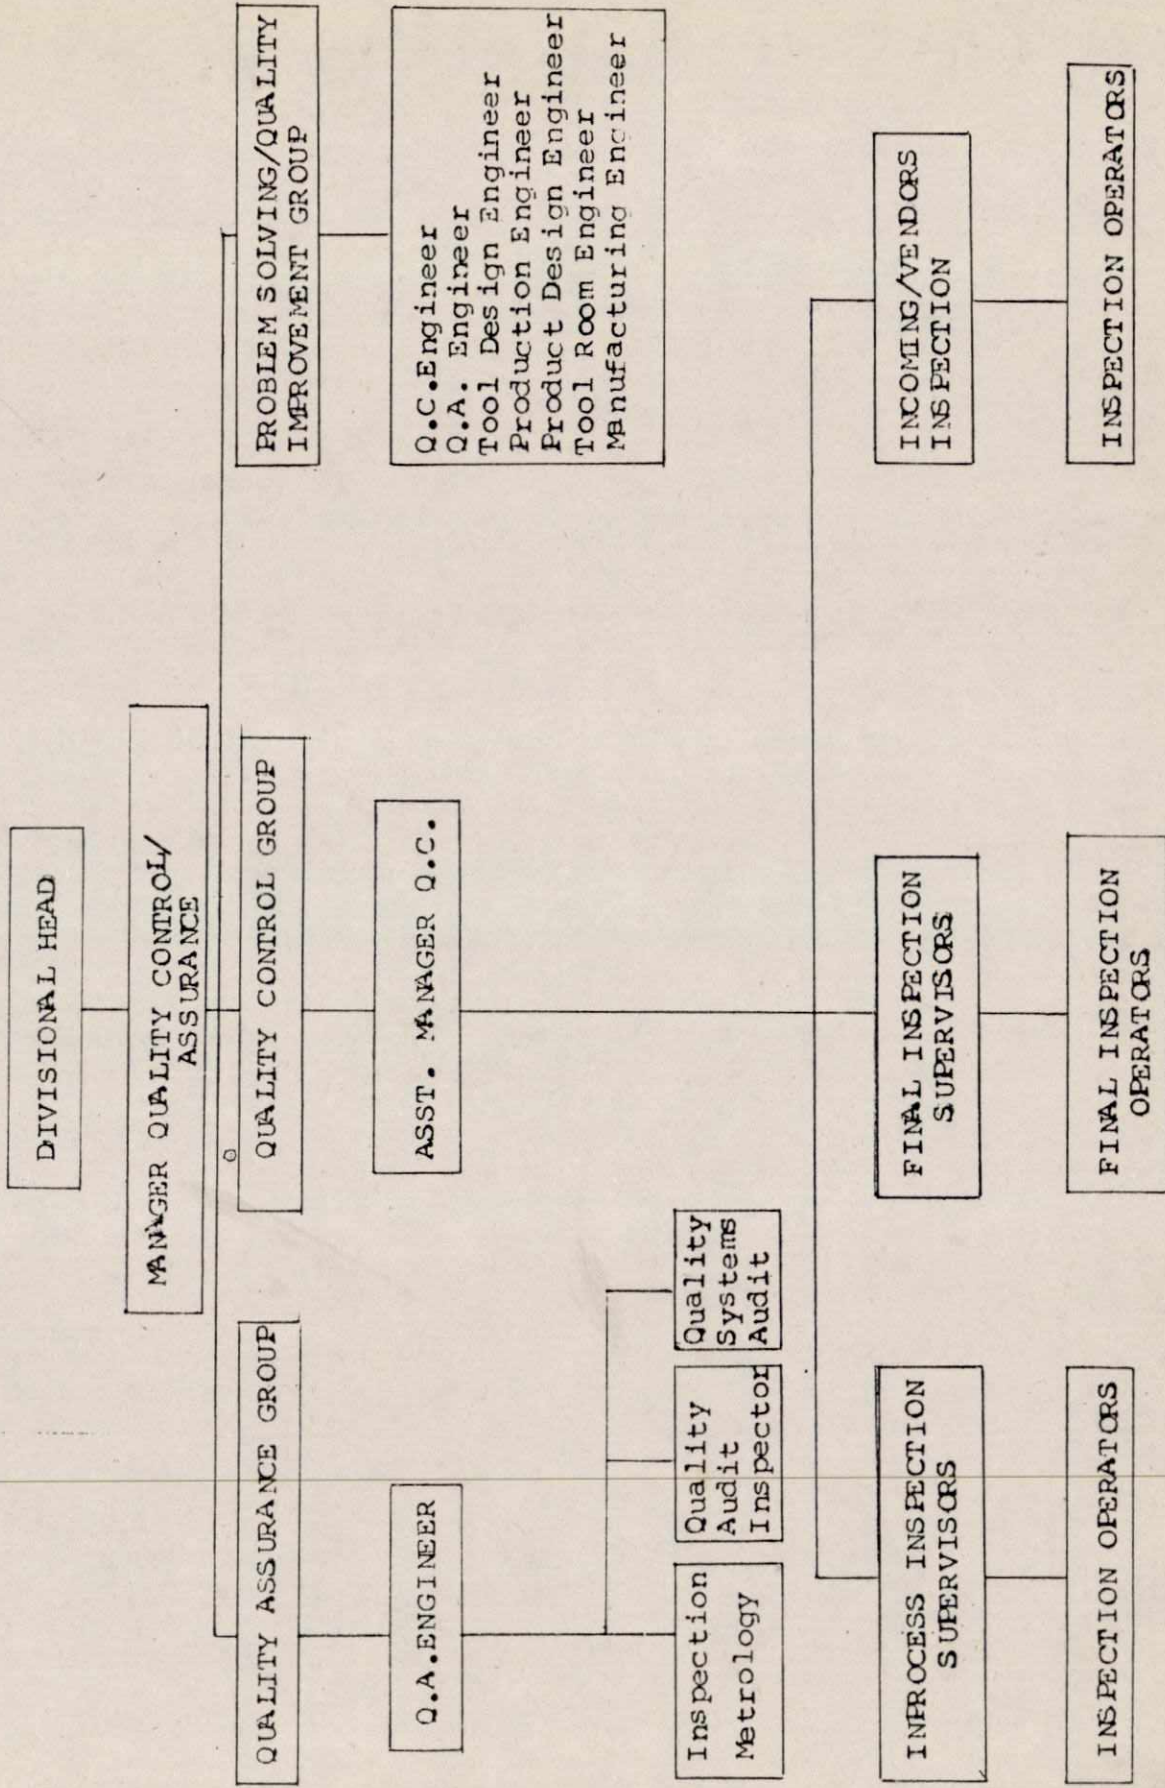 DIVISIONAL HEAD
MANAGER QUALITY CONTROL/
ASSURANCE
QUALITY ASSURANCE GROUP
QUALITY CONTROL GROUP
PROBLEM SOLVING/QUALITY
IMPROVEMENT GROUP
Q.A.ENGINEER
ASST. MANAGER Q.C.
Q.C.Engineer
Q.A. Engineer
Tool Design Engineer
Production Engineer
Product Design Engineer
Tool Room Engineer
Manufacturing Engineer
Inspection
Metrology
Quality
Audit
Inspector
Quality
Systems
Audit
INPROCESS INSPECTION
SUPERVISORS
FINAL INSPECTION
SUPERVISORS
INCOMING/VENDORS
INSPECTION
INSPECTION OPERATORS
FINAL INSPECTION
OPERATORS
INSPECTION OPERATORS